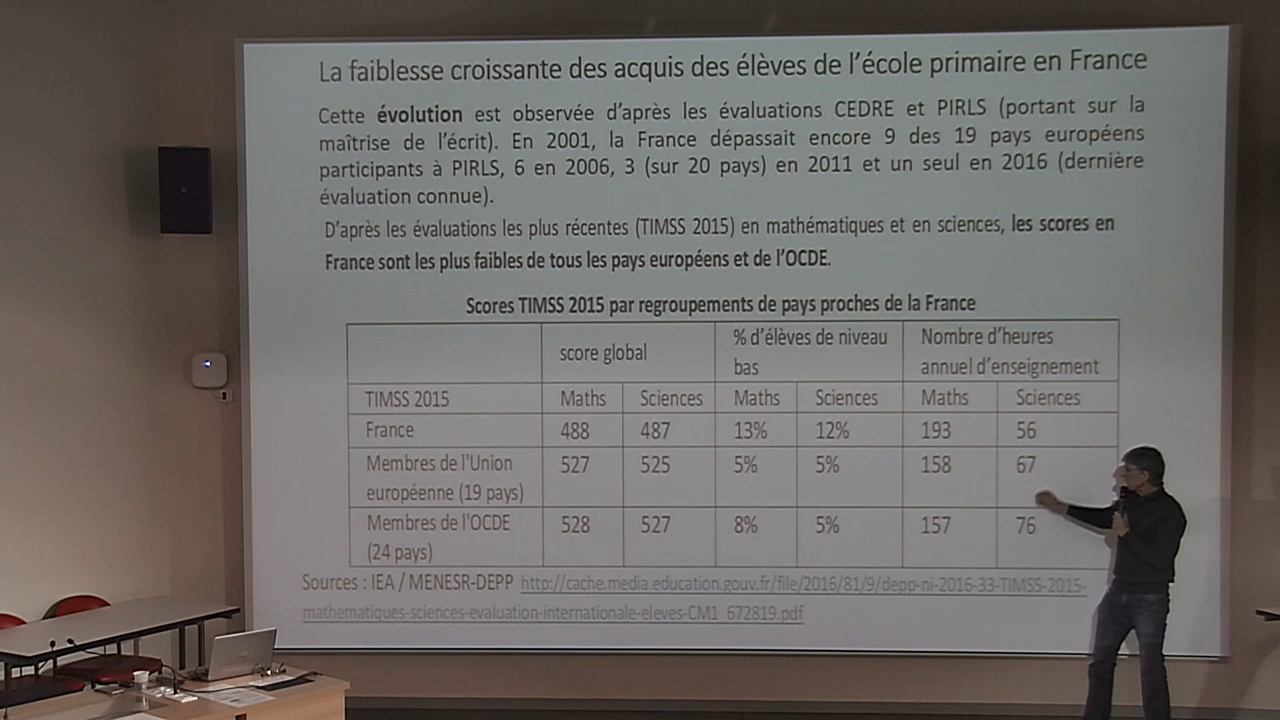 La faiblesse croissante des acquis des élèves de l'école primaire en France
Cette évolution est observée d'après les évaluations CEDRE et PIRLS (portant sur la
maîtrise de l'écrit). En 2001, la France dépassait encore 9 des 19 pays européens
participants à PIRLS, 6 en 2006, 3 (sur 20 pays) en 2011 et un seul en 2016 (dernière
évaluation connue).
D'après les évaluations les plus récentes (TIMSS 2015) en mathématiques et en sciences, les scores en
France sont les plus faibles de tous les pays européens et de l'OCDE.
Scores TIMSS 2015 par regroupements de pays proches de la France
score global % d'élèves de niveau bas Nombre d'heures annuel d'enseignement
TIMSS 2015 Maths Sciences Maths Sciences Maths Sciences
France 488 487 13% 12% 193 56
Membres de l'Union européenne (19 pays) 527 525 5% 5% 158 67
Membres de l'OCDE (24 pays) 528 527 8% 5% 157 76
Sources : IEA / MENESR-DEPP http://cache.media.education.gouv.fr/file/2016/81/9/depp-ni-2016-33-TIMSS-2015-
mathematiques-sciences-evaluation-internationale-eleves-CM1_672819.pdf